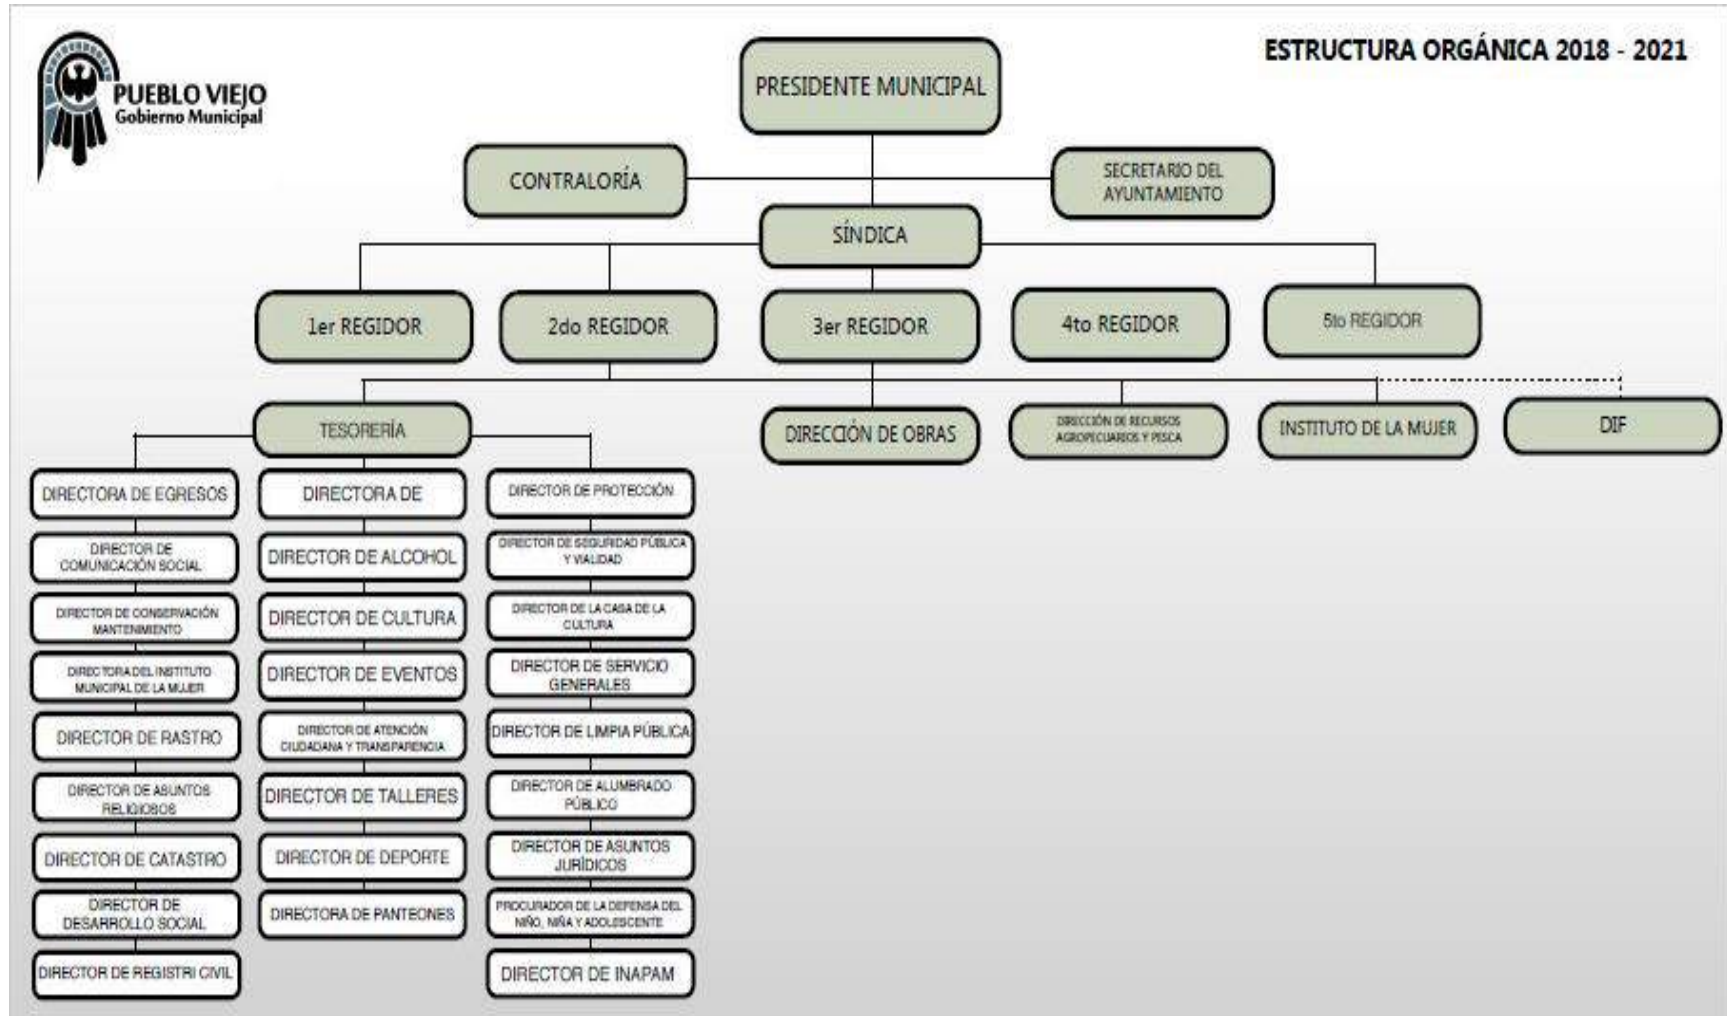 PUEBLO VIEJO
Gobierno Municipal
ESTRUCTURA ORGÁNICA 2018 - 2021
PRESIDENTE MUNICIPAL
CONTRALORÍA
SECRETARIO DEL
AYUNTAMIENTO
SÍNDICA
1er REGIDOR
2do REGIDOR
3er REGIDOR
4to REGIDOR
5to REGIDOR
TESORERÍA
DIRECCIÓN DE OBRAS
DIRECCIÓN DE RECURSOS
AGROPECUARIOS Y PESCA
INSTITUTO DE LA MUJER
DIF
DIRECTORA DE EGRESOS
DIRECTOR DE
COMUNICACIÓN SOCIAL
DIRECTOR DE CONSERVACIÓN
MANTENIMIENTO
DIRECTORA DEL INSTITUTO
MUNICIPAL DE LA MUJER
DIRECTOR DE RASTRO
DIRECTOR DE ASUNTOS
RELIGIOSOS
DIRECTOR DE CATASTRO
DIRECTOR DE
DESARROLLO SOCIAL
DIRECTOR DE REGISTRI CIVIL
DIRECTORA DE
DIRECTOR DE ALCOHOL
DIRECTOR DE CULTURA
DIRECTOR DE EVENTOS
DIRECTOR DE ATENCIÓN
CIUDADANA Y TRANSPARENCIA
DIRECTOR DE TALLERES
DIRECTOR DE DEPORTE
DIRECTORA DE PANTEONES
DIRECTOR DE PROTECCIÓN
DIRECTOR DE SEGURIDAD PÚBLICA
Y VIALIDAD
DIRECTOR DE LA CASA DE LA
CULTURA
DIRECTOR DE SERVICIO
GENERALES
DIRECTOR DE LIMPIA PÚBLICA
DIRECTOR DE ALUMBRADO
PÚBLICO
DIRECTOR DE ASUNTOS
JURÍDICOS
PROCURADOR DE LA DEFENSA DEL
NIÑO, NIÑA Y ADOLESCENTE
DIRECTOR DE INAPAM